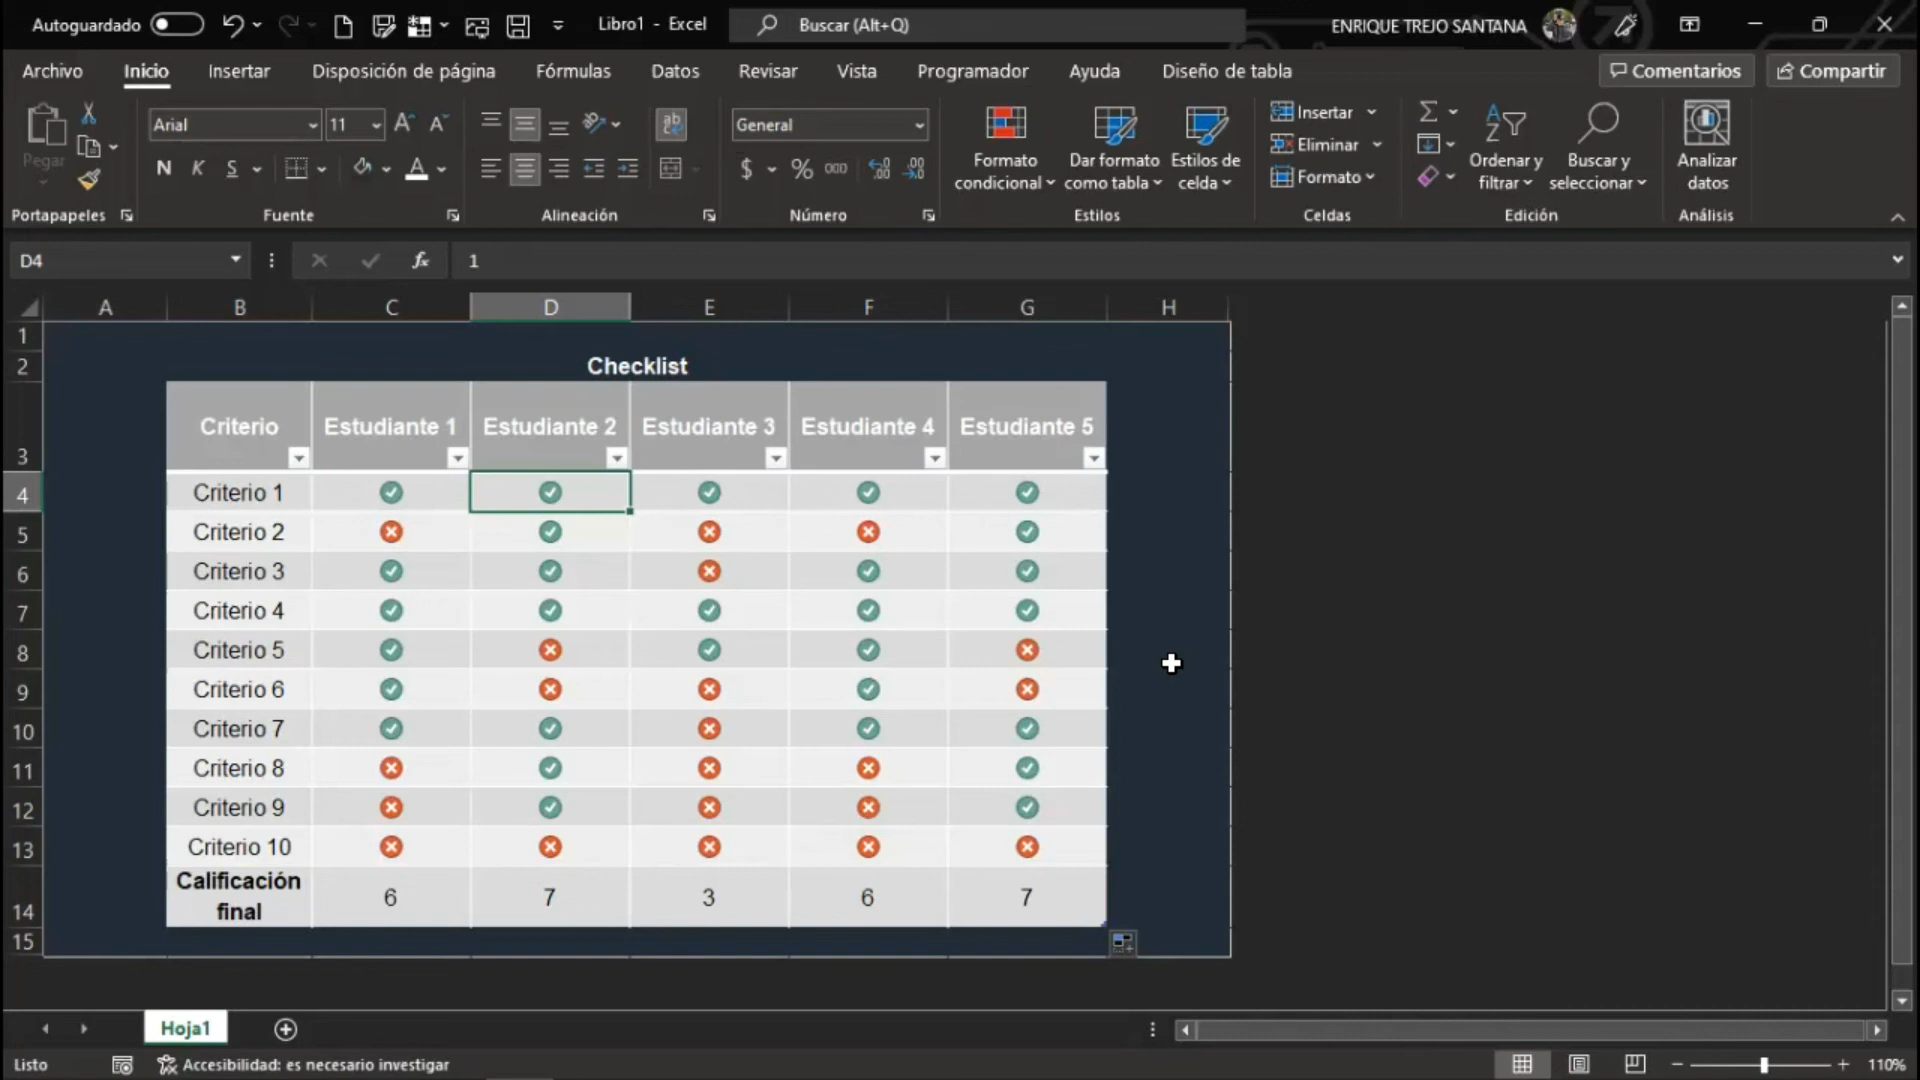 Autoguardado
Libro1 - Excel
Buscar (Alt+Q)
ENRIQUE TREJO SANTANA
Archivo Inicio Insertar Disposición de página Fórmulas Datos Revisar Vista Programador Ayuda Diseño de tabla Comentarios Compartir
Pegar
Arial 11
N K S
General
$ % 000
Formato condicional
Dar formato como tabla
Estilos de celda
Insertar
Eliminar
Formato
Ordenar y filtrar
Buscar y seleccionar
Analizar datos
Portapapeles Fuente Alineación Número Estilos Celdas Edición Análisis
D4 fx 1
A B C D E F G H
1
2 Checklist
3 Criterio Estudiante 1 Estudiante 2 Estudiante 3 Estudiante 4 Estudiante 5
4 Criterio 1
5 Criterio 2
6 Criterio 3
7 Criterio 4
8 Criterio 5
9 Criterio 6
10 Criterio 7
11 Criterio 8
12 Criterio 9
13 Criterio 10
14 Calificación final 6 7 3 6 7
15
Hoja1
Listo Accesibilidad: es necesario investigar 110%